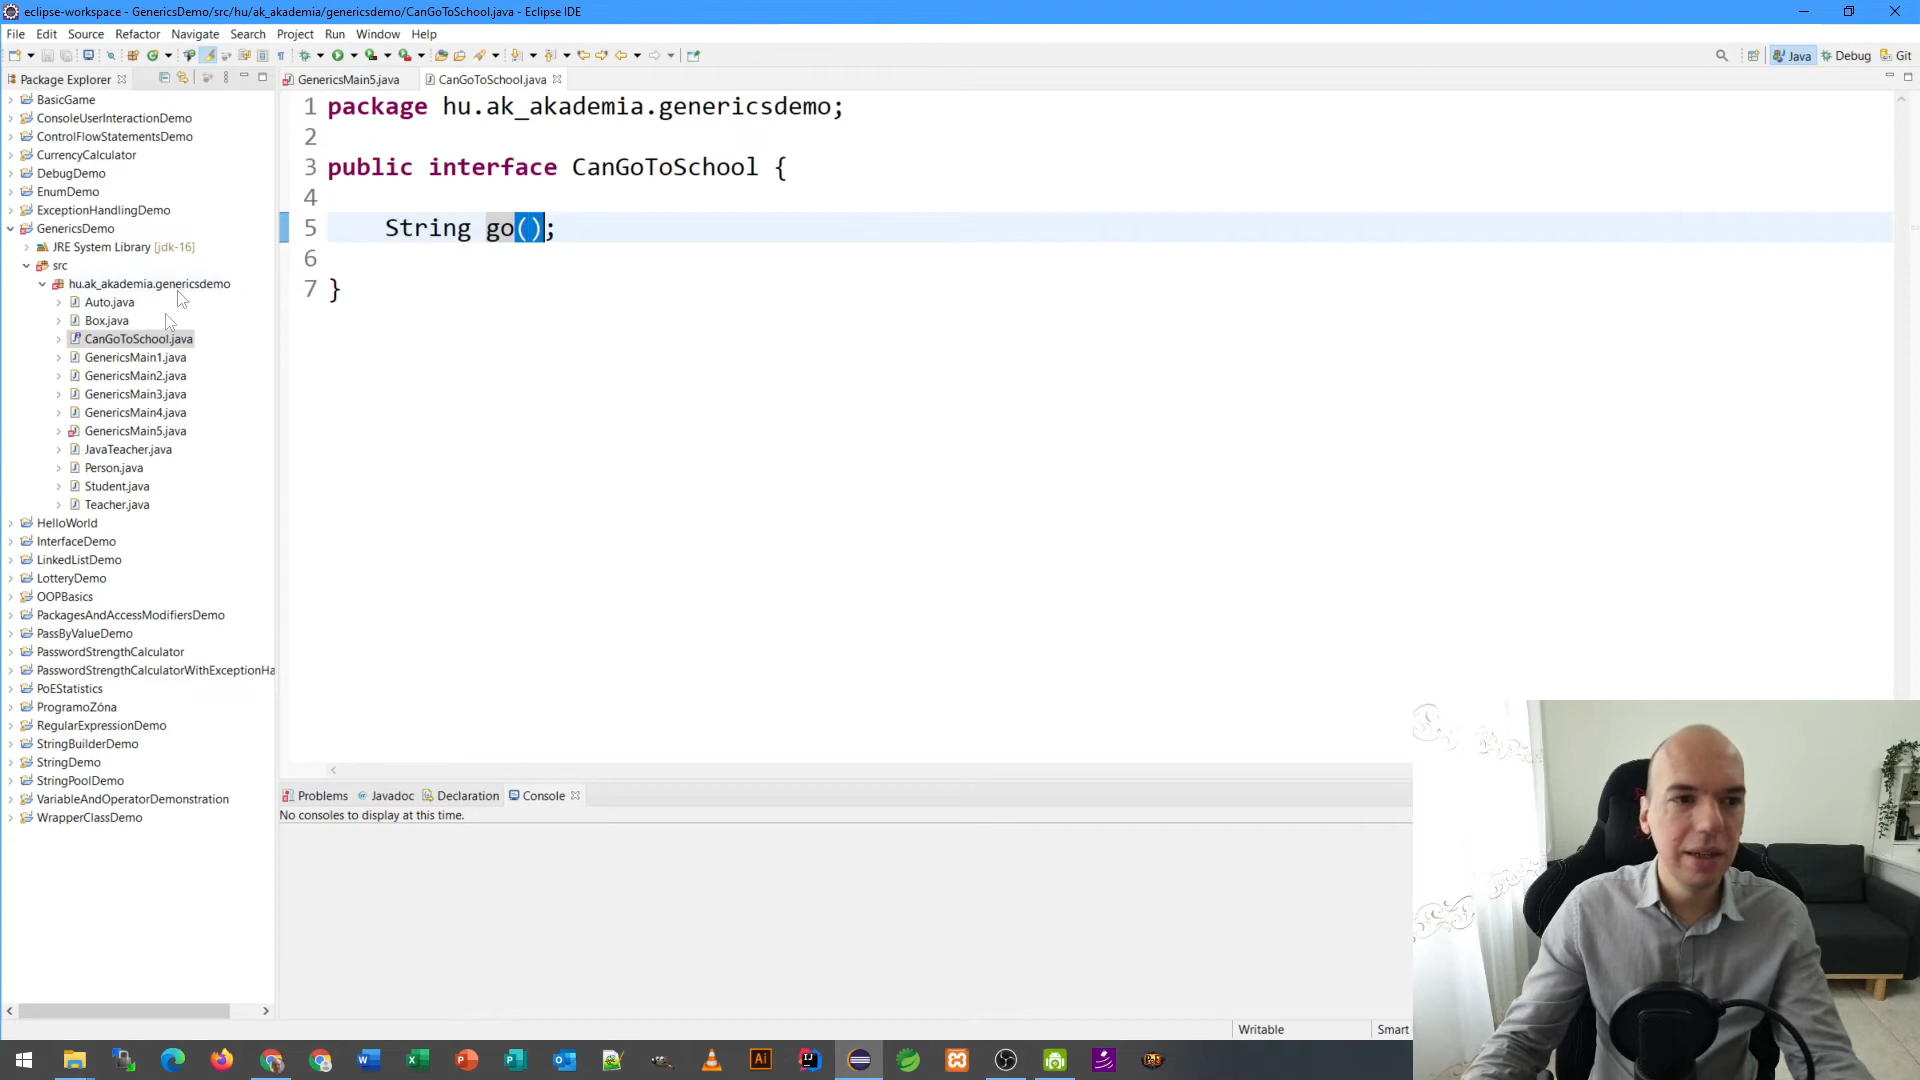 eclipse-workspace - GenericsDemo/src/hu/ak_akademia/genericsdemo/CanGoToSchool.java - Eclipse IDE
File Edit Source Refactor Navigate Search Project Run Window Help
Java Debug Git
Package Explorer
GenericsMain5.java CanGoToSchool.java
BasicGame
ConsoleUserInteractionDemo
ControlFlowStatementsDemo
CurrencyCalculator
DebugDemo
EnumDemo
ExceptionHandlingDemo
GenericsDemo
JRE System Library [jdk-16]
src
hu.ak_akademia.genericsdemo
Auto.java
Box.java
CanGoToSchool.java
GenericsMain1.java
GenericsMain2.java
GenericsMain3.java
GenericsMain4.java
GenericsMain5.java
JavaTeacher.java
Person.java
Student.java
Teacher.java
HelloWorld
InterfaceDemo
LinkedListDemo
LotteryDemo
OOPBasics
PackagesAndAccessModifiersDemo
PassByValueDemo
PasswordStrengthCalculator
PasswordStrengthCalculatorWithExceptionHa
PoEStatistics
ProgramoZóna
RegularExpressionDemo
StringBuilderDemo
StringDemo
StringPoolDemo
VariableAndOperatorDemonstration
WrapperClassDemo
1 package hu.ak_akademia.genericsdemo;
2
3 public interface CanGoToSchool {
4
5 String go();
6
7 }
Problems Javadoc Declaration Console
No consoles to display at this time.
Writable Smart